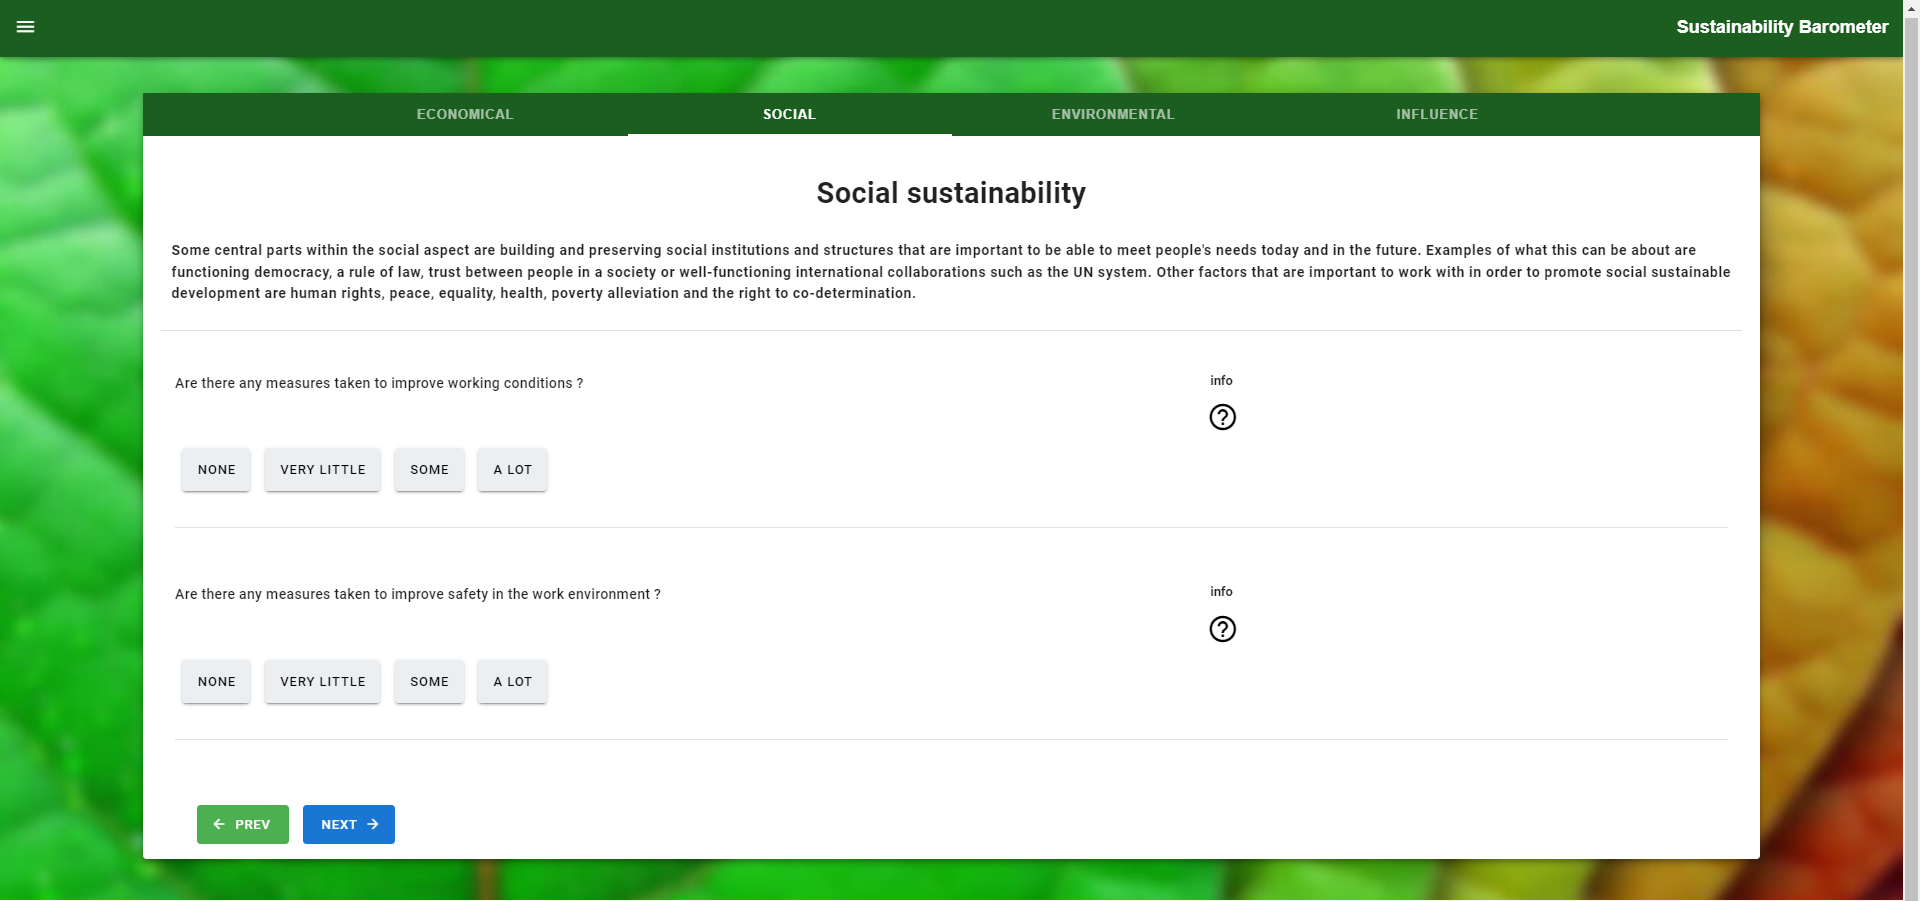 Sustainability Barometer
ECONOMICAL SOCIAL ENVIRONMENTAL INFLUENCE
Social sustainability
Some central parts within the social aspect are building and preserving social institutions and structures that are important to be able to meet people's needs today and in the future. Examples of what this can be about are
functioning democracy, a rule of law, trust between people in a society or well-functioning international collaborations such as the UN system. Other factors that are important to work with in order to promote social sustainable
development are human rights, peace, equality, health, poverty alleviation and the right to co-determination.
Are there any measures taken to improve working conditions ?
info
NONE VERY LITTLE SOME A LOT
Are there any measures taken to improve safety in the work environment ?
info
NONE VERY LITTLE SOME A LOT
PREV NEXT